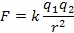 F = k q₁q₂ / r²